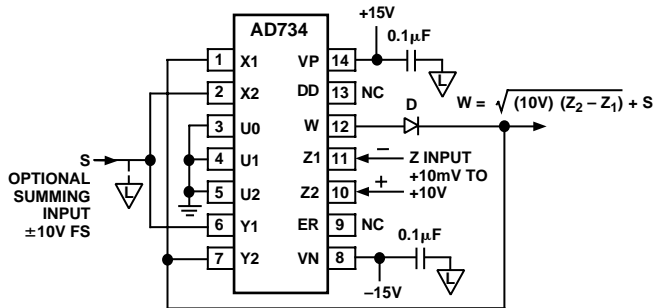 AD734
+15V
0.1µF
L
1 X1 VP 14
2 X2 DD 13 NC
3 U0 W 12 D
W = √(10V) (Z₂ – Z₁) + S
4 U1 Z1 11 –
Z INPUT
+10mV TO
+10V
5 U2 Z2 10 +
6 Y1 ER 9 NC
7 Y2 VN 8
S
L
OPTIONAL
SUMMING
INPUT
±10V FS
0.1µF
L
–15V